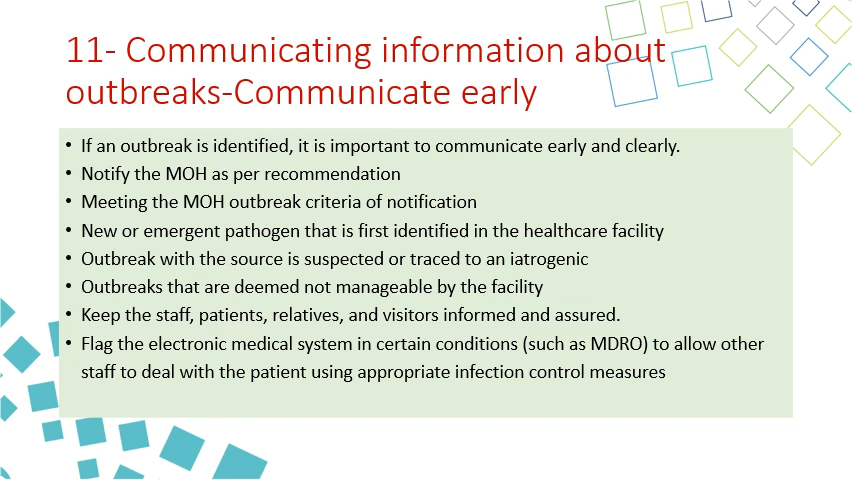 11- Communicating information about
outbreaks-Communicate early
• If an outbreak is identified, it is important to communicate early and clearly.
• Notify the MOH as per recommendation
• Meeting the MOH outbreak criteria of notification
• New or emergent pathogen that is first identified in the healthcare facility
• Outbreak with the source is suspected or traced to an iatrogenic
• Outbreaks that are deemed not manageable by the facility
• Keep the staff, patients, relatives, and visitors informed and assured.
• Flag the electronic medical system in certain conditions (such as MDRO) to allow other
staff to deal with the patient using appropriate infection control measures